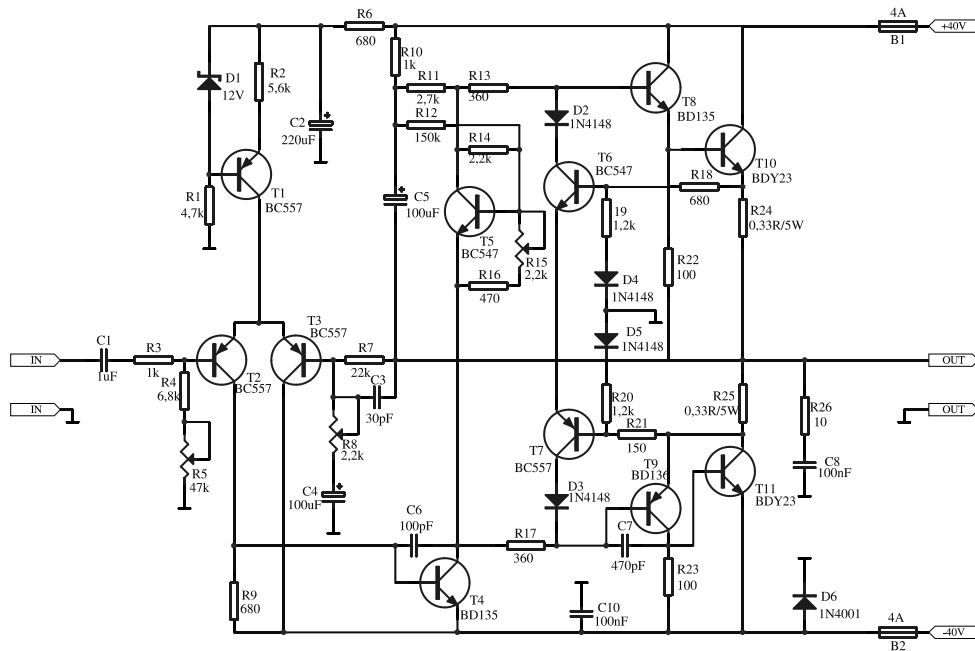 4A
B1
+40V
R6
680
R10
1k
R11
2,7k
R13
360
D1
12V
R2
5,6k
C2
220uF
R12
150k
R14
2,2k
D2
1N4148
T8
BD135
T10
BDY23
T6
BC547
R18
680
R1
4,7k
T1
BC557
C5
100uF
T5
BC547
R15
2,2k
R16
470
19
1,2k
R24
0,33R/5W
R22
100
D4
1N4148
D5
1N4148
IN
C1
1uF
R3
1k
T2
BC557
T3
BC557
R7
22k
C3
30pF
OUT
IN
R4
6,8k
R5
47k
R8
2,2k
C4
100uF
R20
1,2k
R21
150
R25
0,33R/5W
R26
10
OUT
T7
BC557
T9
BD136
C8
100nF
T11
BDY23
D3
1N4148
C6
100pF
R17
360
C7
470pF
R23
100
R9
680
T4
BD135
C10
100nF
D6
1N4001
4A
B2
-40V